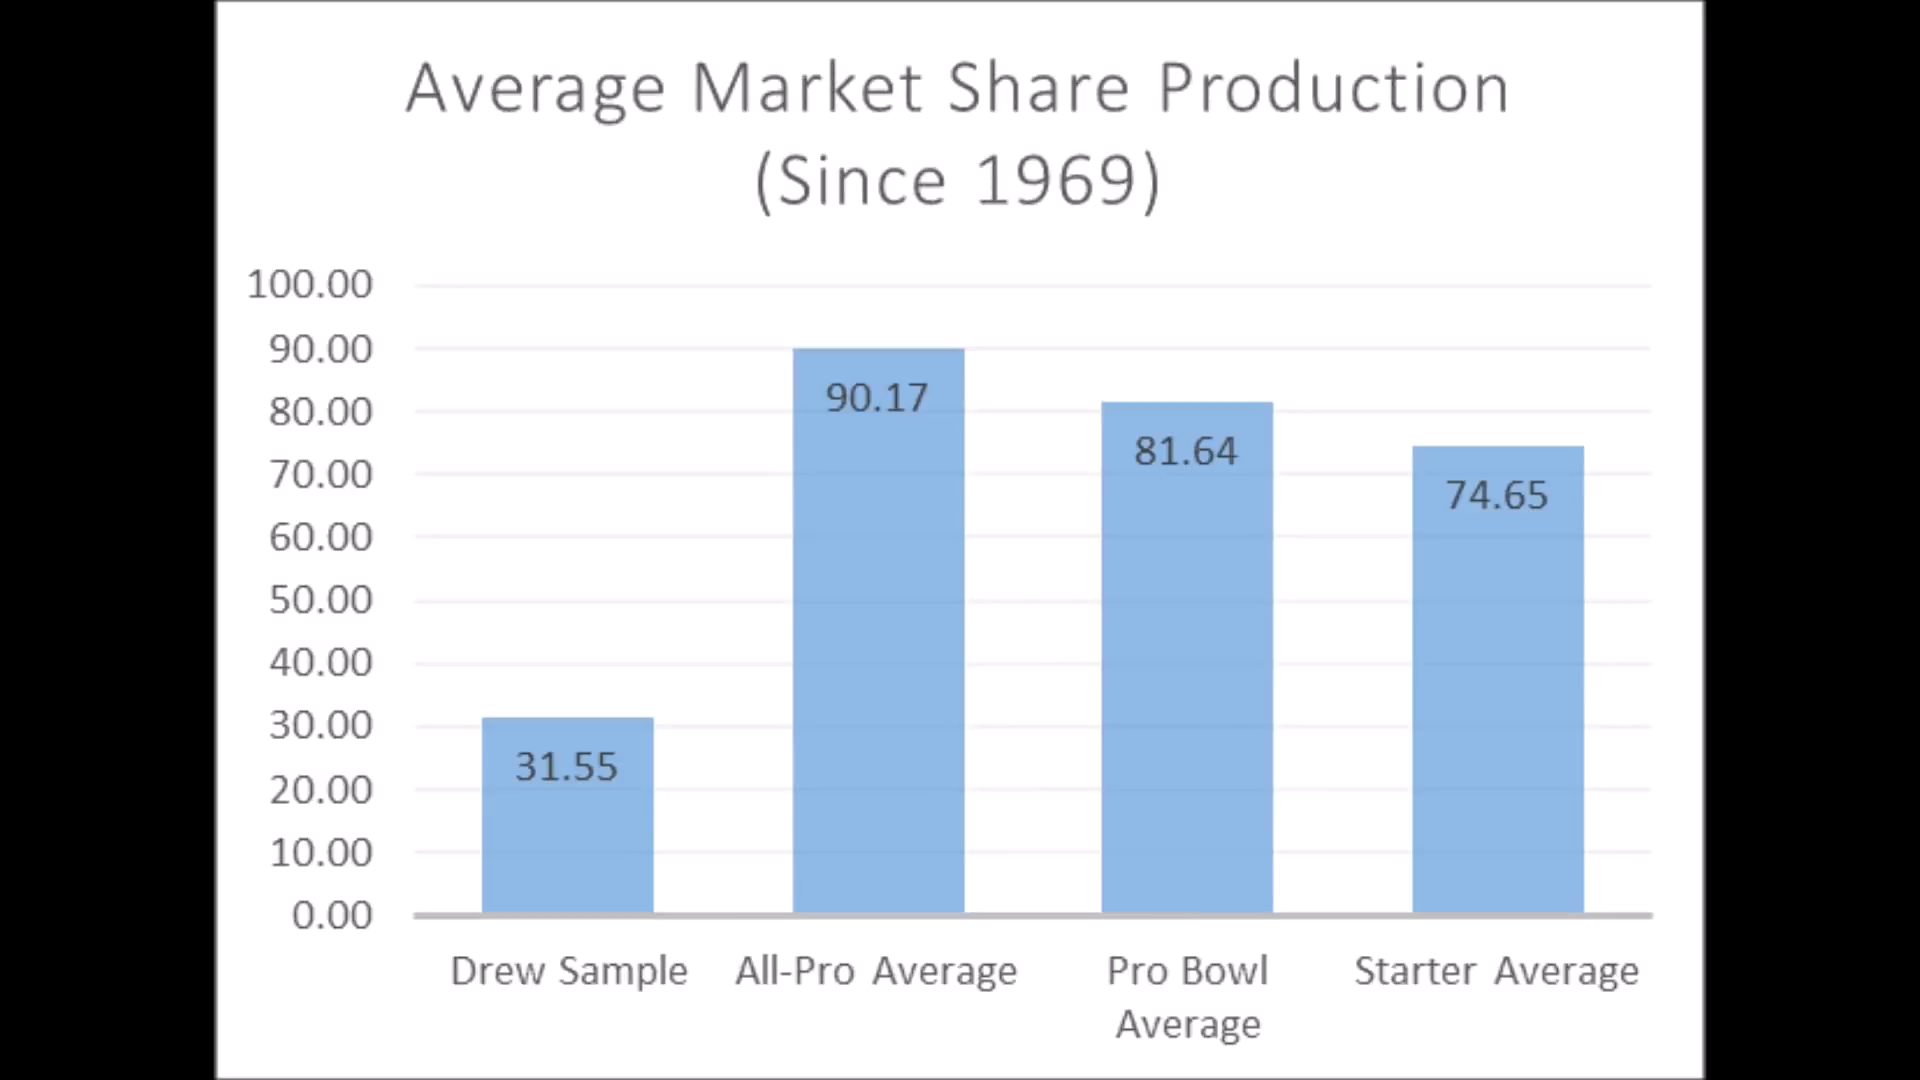 Average Market Share Production
(Since 1969)
100.00
90.00
80.00
70.00
60.00
50.00
40.00
30.00
20.00
10.00
0.00
31.55
90.17
81.64
74.65
Drew Sample
All-Pro Average
Pro Bowl
Average
Starter Average